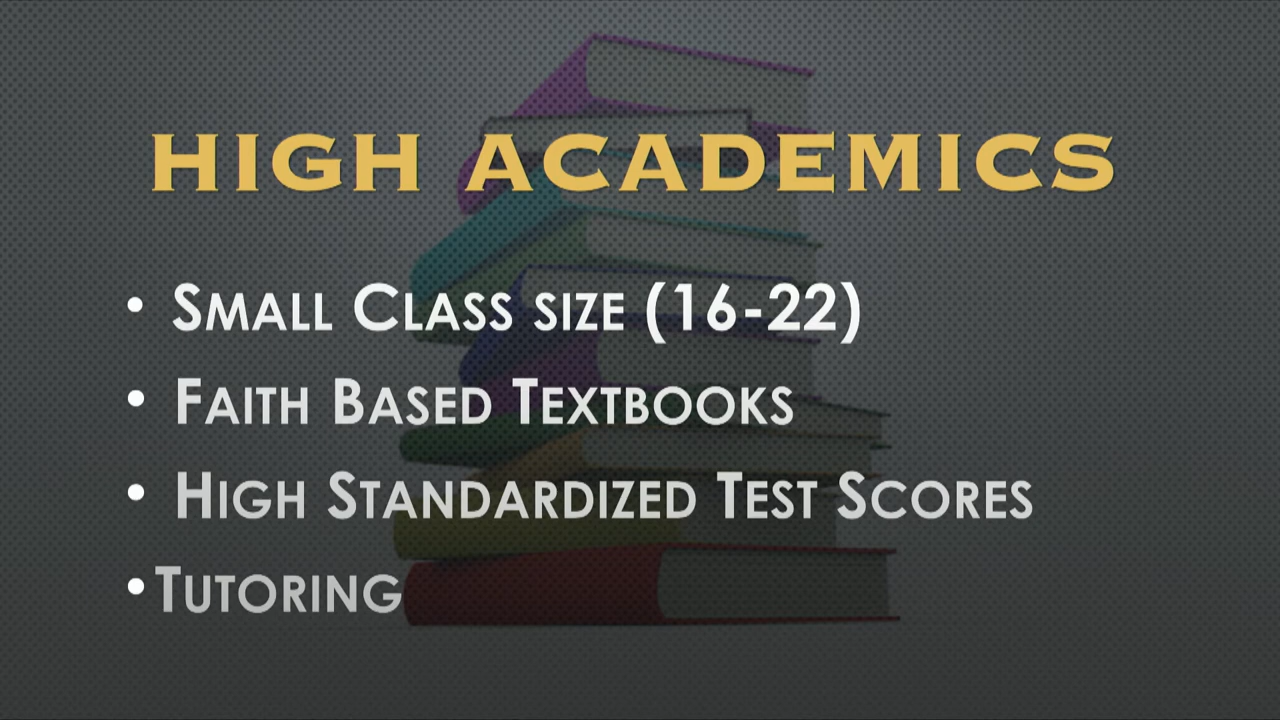 HIGH ACADEMICS
• SMALL CLASS SIZE (16-22)
• FAITH BASED TEXTBOOKS
• HIGH STANDARDIZED TEST SCORES
• TUTORING